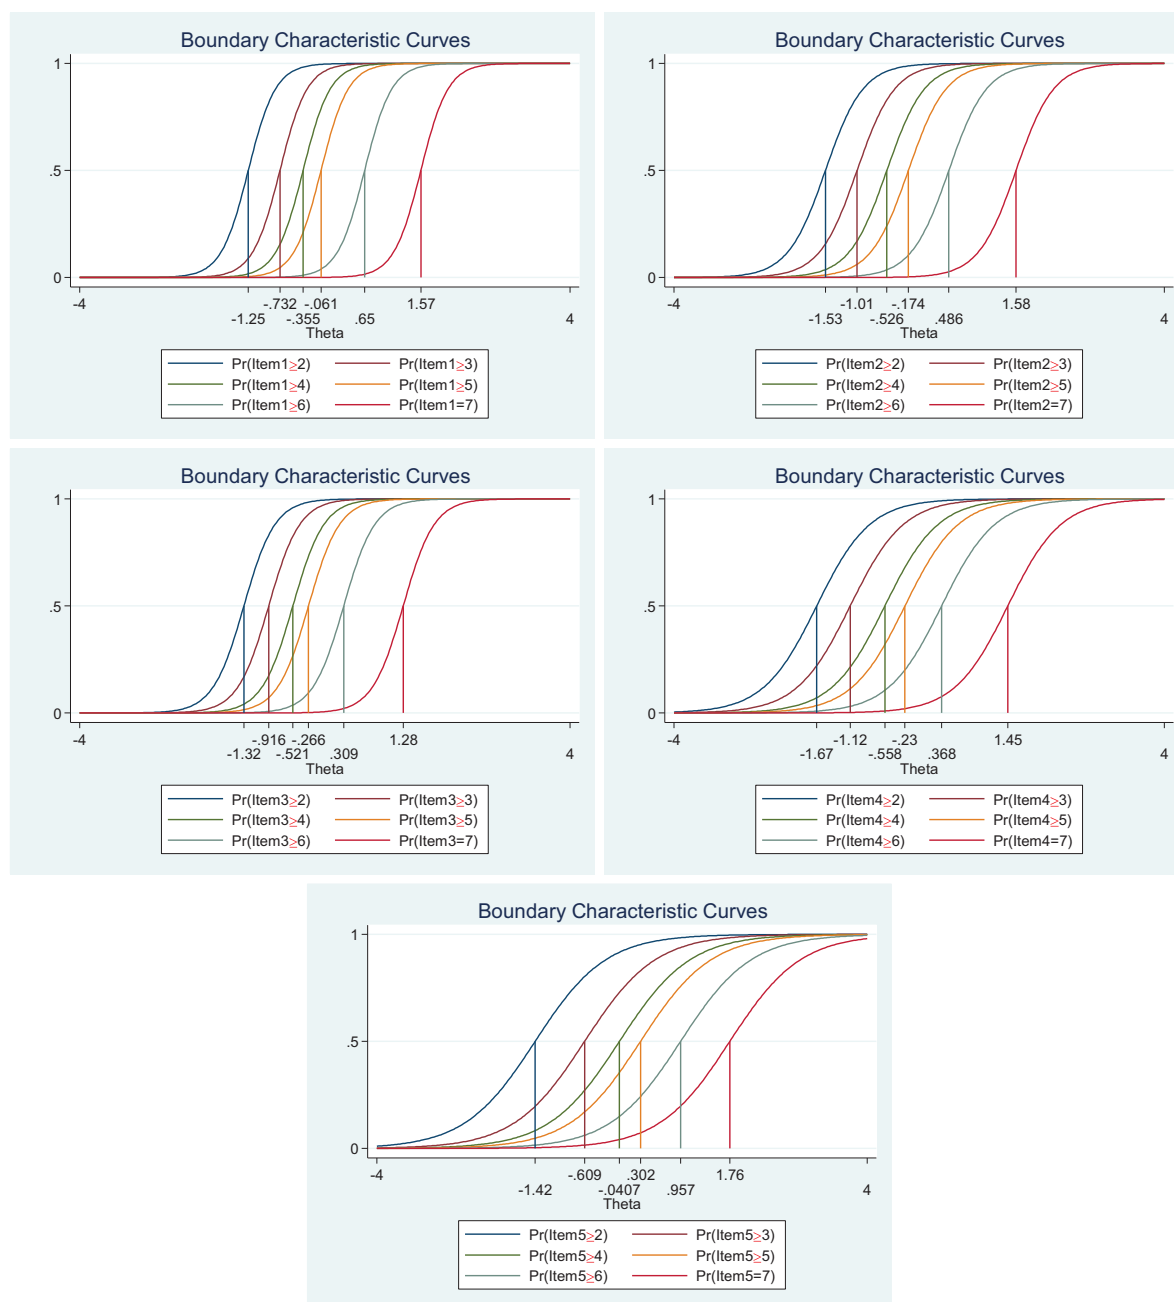 Boundary Characteristic Curves
1
.5
0
-4 -.732 -.061 1.57
-1.25 -.355 .65 4
Theta
Pr(Item1≥2) Pr(Item1≥3)
Pr(Item1≥4) Pr(Item1≥5)
Pr(Item1≥6) Pr(Item1=7)
Boundary Characteristic Curves
1
.5
0
-4 -1.01 -.174 1.58
-1.53 -.526 .486 4
Theta
Pr(Item2≥2) Pr(Item2≥3)
Pr(Item2≥4) Pr(Item2≥5)
Pr(Item2≥6) Pr(Item2=7)
Boundary Characteristic Curves
1
.5
0
-4 -.916 -.266 1.28
-1.32 -.521 .309 4
Theta
Pr(Item3≥2) Pr(Item3≥3)
Pr(Item3≥4) Pr(Item3≥5)
Pr(Item3≥6) Pr(Item3=7)
Boundary Characteristic Curves
1
.5
0
-4 -1.12 -.23 1.45
-1.67 -.558 .368 4
Theta
Pr(Item4≥2) Pr(Item4≥3)
Pr(Item4≥4) Pr(Item4≥5)
Pr(Item4≥6) Pr(Item4=7)
Boundary Characteristic Curves
1
.5
0
-4 -.609 .302 1.76
-1.42 -.0407 .957 4
Theta
Pr(Item5≥2) Pr(Item5≥3)
Pr(Item5≥4) Pr(Item5≥5)
Pr(Item5≥6) Pr(Item5=7)